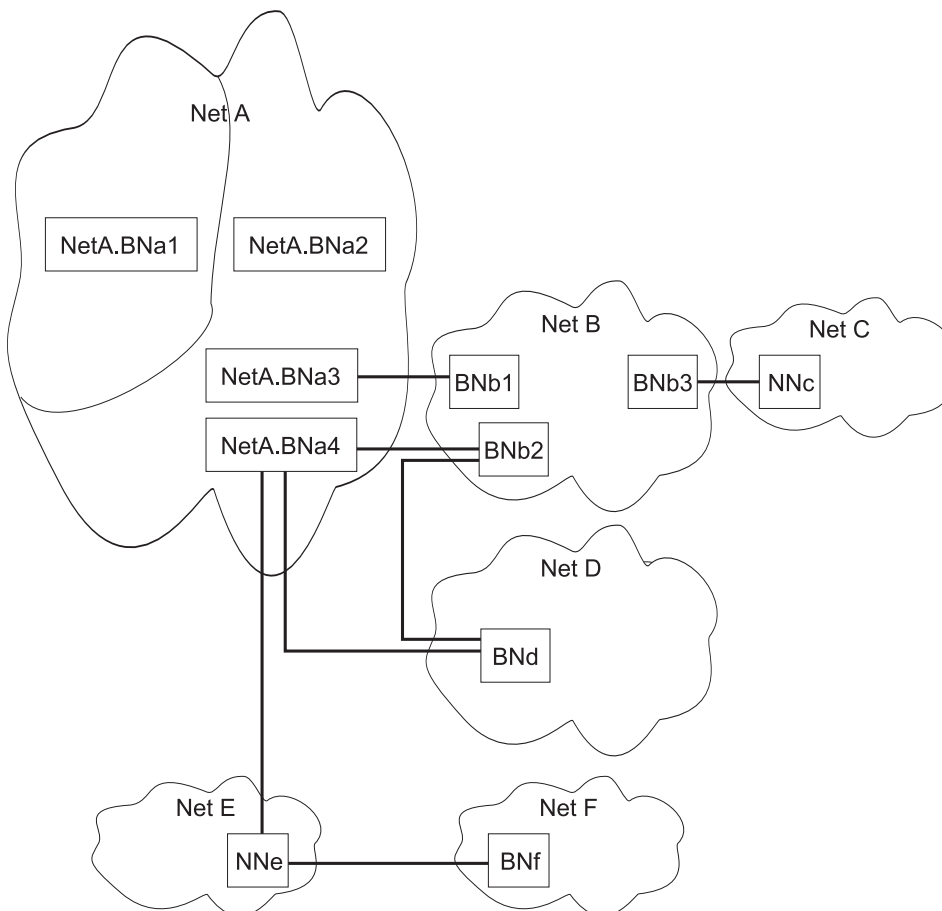 Net A
NetA.BNa1
NetA.BNa2
Net B
Net C
NetA.BNa3
BNb1
BNb3
NNc
NetA.BNa4
BNb2
Net D
BNd
Net E
Net F
NNe
BNf